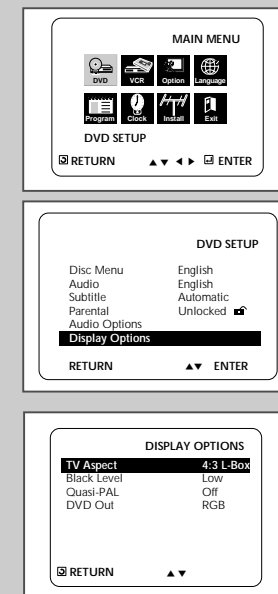 MAIN MENU
DVD VCR Option Language
Program Clock Install Exit
DVD SETUP
RETURN ▲▼ ◄ ► ENTER
DVD SETUP
Disc Menu English
Audio English
Subtitle Automatic
Parental Unlocked
Audio Options
Display Options
RETURN ▲▼ ENTER
DISPLAY OPTIONS
TV Aspect 4:3 L-Box
Black Level Low
Quasi-PAL Off
DVD Out RGB
RETURN ▲▼